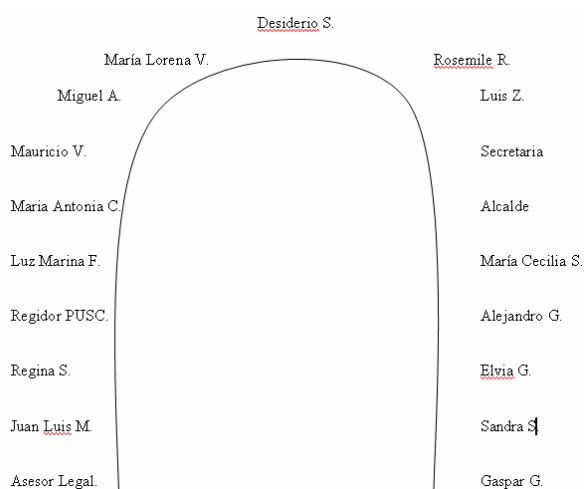 Desiderio S.
María Lorena V. Rosemile R.
Miguel A. Luis Z.
Mauricio V. Secretaria
Maria Antonia C. Alcalde
Luz Marina F. María Cecilia S.
Regidor PUSC. Alejandro G.
Regina S. Elvia G.
Juan Luis M. Sandra S
Asesor Legal. Gaspar G.